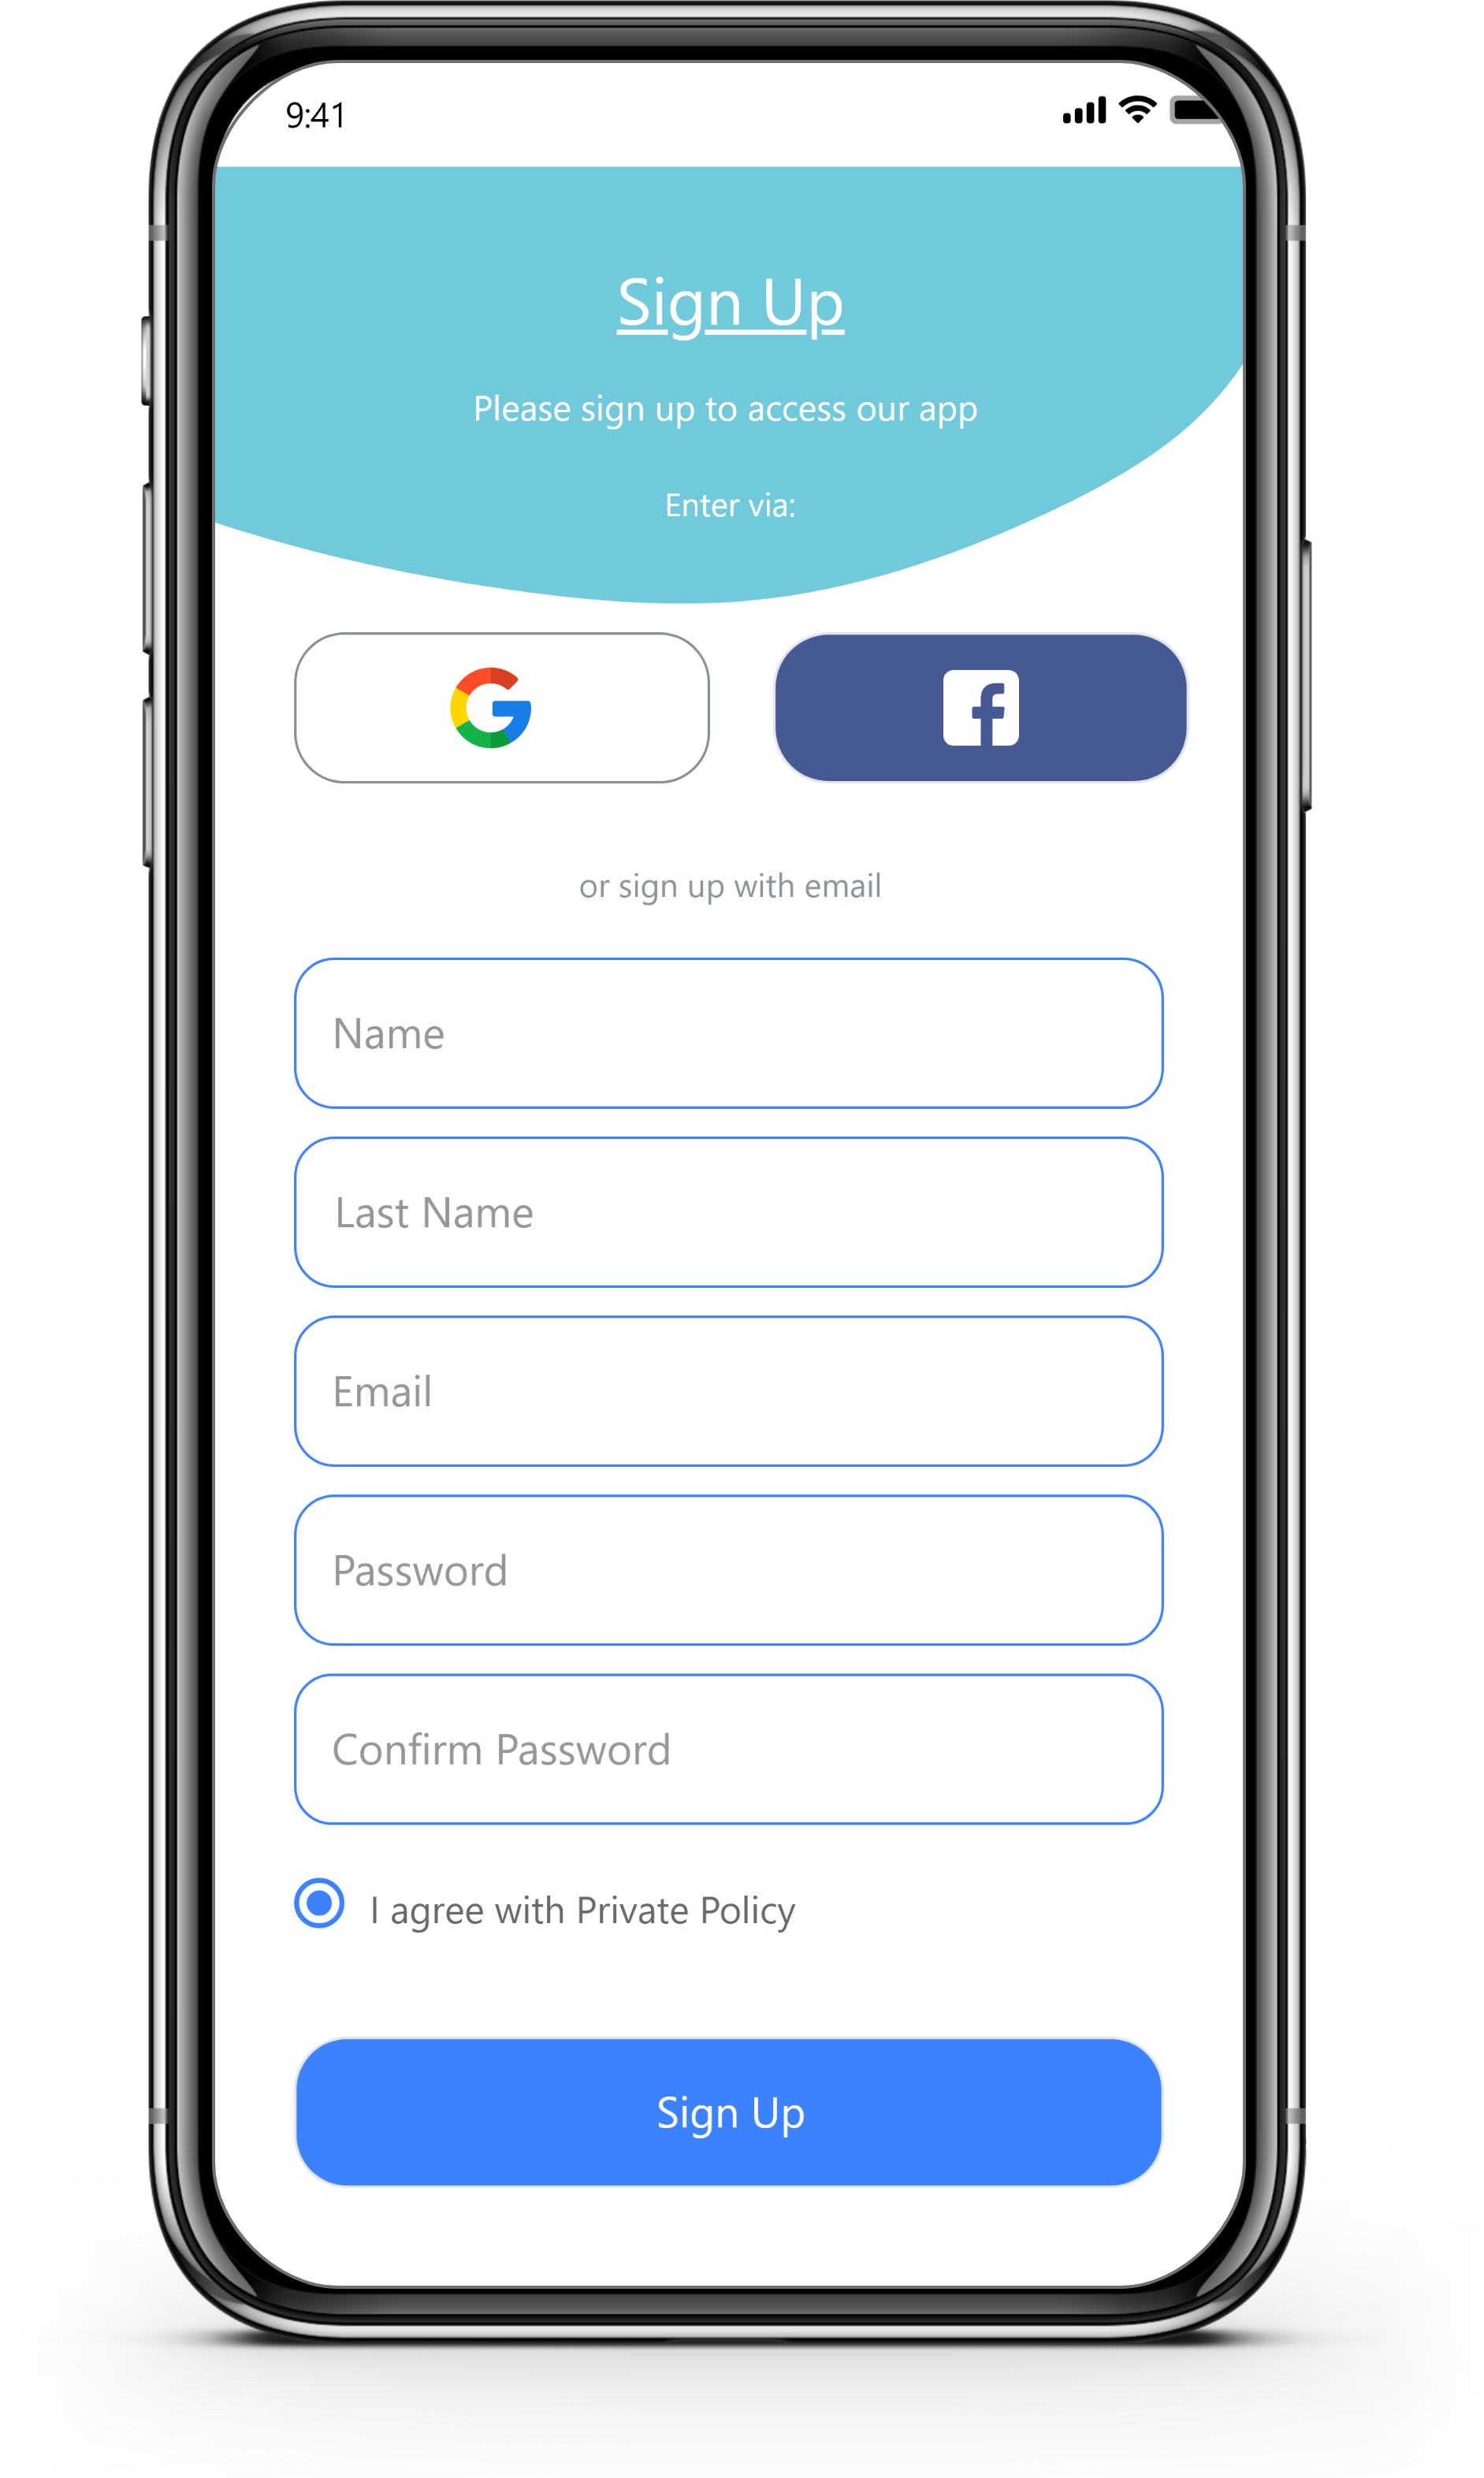 9:41
Sign Up
Please sign up to access our app
Enter via:
or sign up with email
Name
Last Name
Email
Password
Confirm Password
I agree with Private Policy
Sign Up